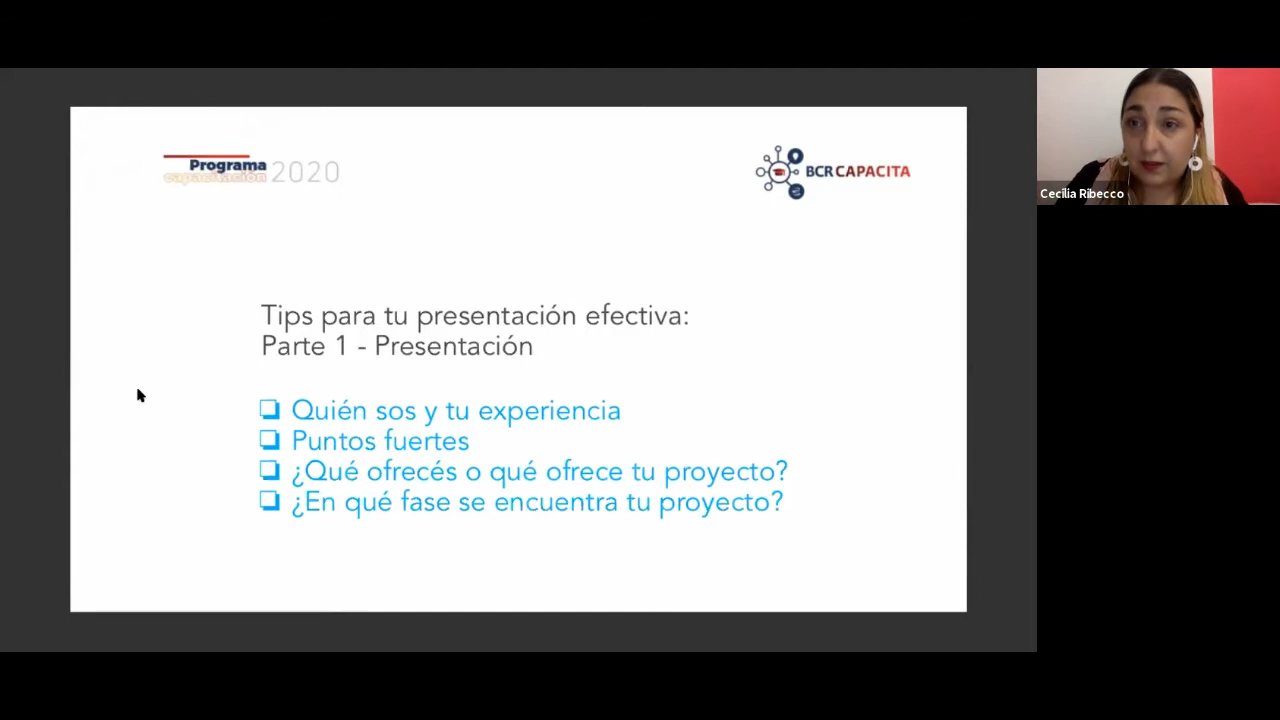 Programa
capacitación 2020
BCR CAPACITA
Cecilia Ribecco
Tips para tu presentación efectiva:
Parte 1 - Presentación
❏ Quién sos y tu experiencia
❏ Puntos fuertes
❏ ¿Qué ofrecés o qué ofrece tu proyecto?
❏ ¿En qué fase se encuentra tu proyecto?